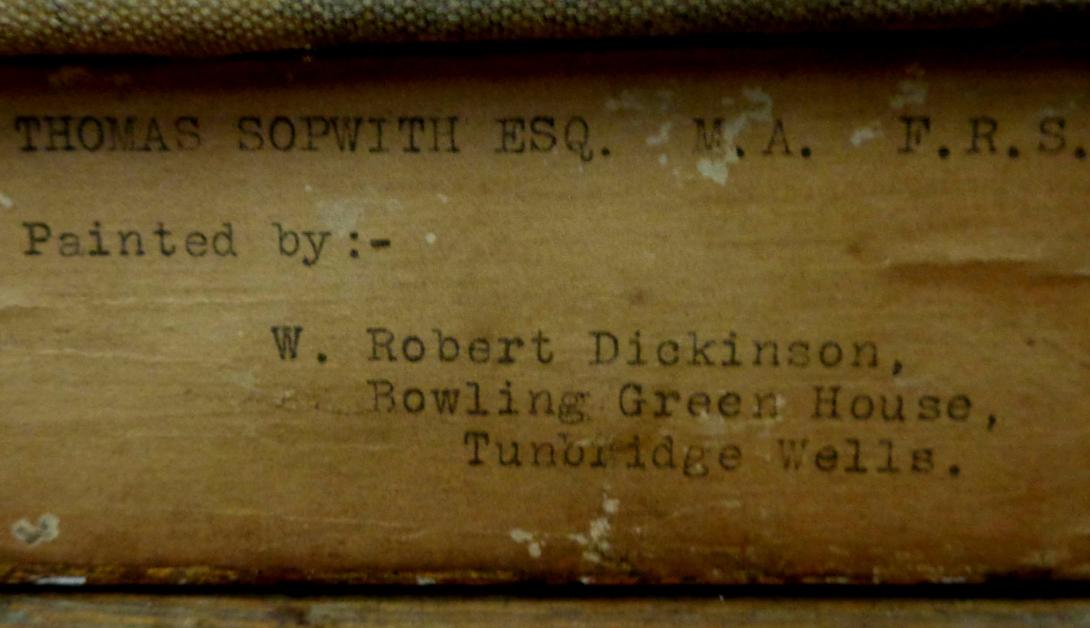 THOMAS SOPWITH ESQ. M.A. F.R.S.
Painted by:-
W. Robert Dickinson,
Bowling Green House,
Tunbridge Wells.